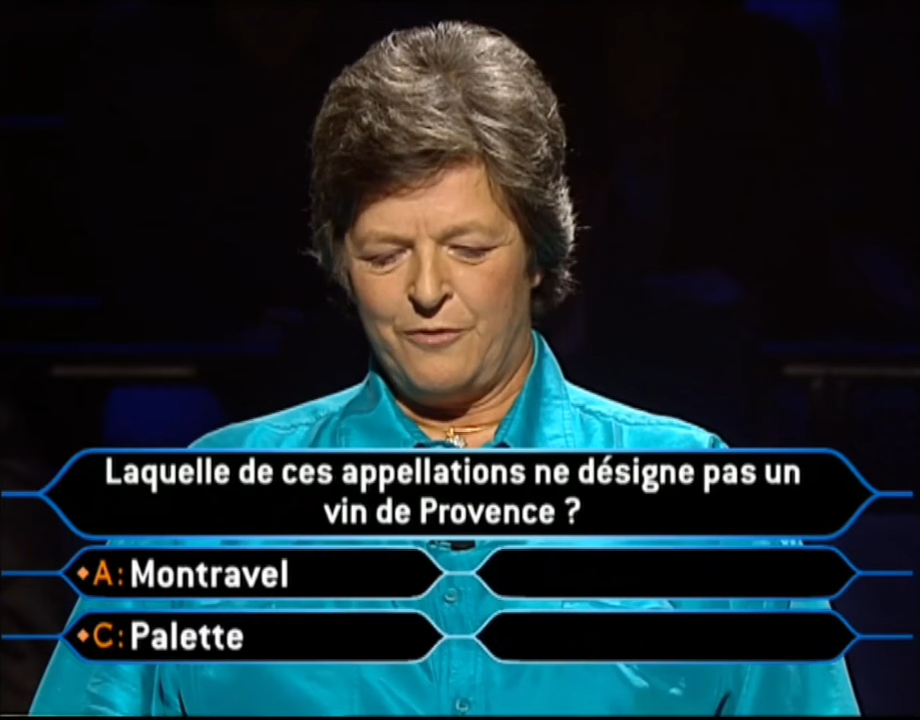 Laquelle de ces appellations ne désigne pas un
vin de Provence ?
A: Montravel
C: Palette